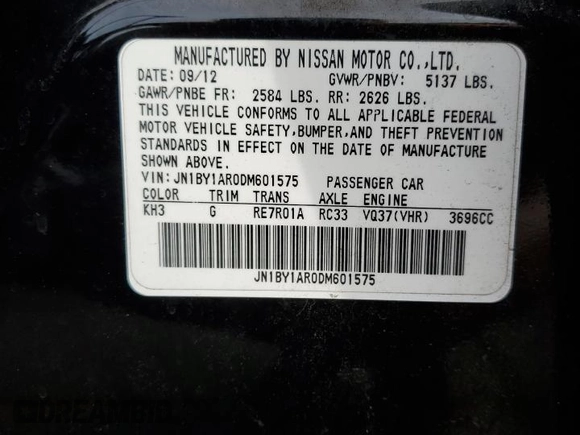 MANUFACTURED BY NISSAN MOTOR CO.,LTD.
DATE: 09/12 GVWR/PNBV: 5137 LBS.
GAWR/PNBE FR: 2584 LBS. RR: 2626 LBS.
THIS VEHICLE CONFORMS TO ALL APPLICABLE FEDERAL
MOTOR VEHICLE SAFETY,BUMPER,AND THEFT PREVENTION
STANDARDS IN EFFECT ON THE DATE OF MANUFACTURE
SHOWN ABOVE.
VIN: JN1BY1AR0DM601575 PASSENGER CAR
COLOR TRIM TRANS AXLE ENGINE
KH3 G RE7R01A RC33 VQ37(VHR) 3696CC
JN1BY1AR0DM601575
DREAMBID